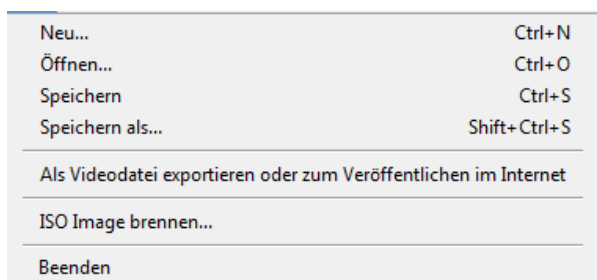 Neu... Ctrl+N
Öffnen... Ctrl+O
Speichern Ctrl+S
Speichern als... Shift+Ctrl+S
Als Videodatei exportieren oder zum Veröffentlichen im Internet
ISO Image brennen...
Beenden